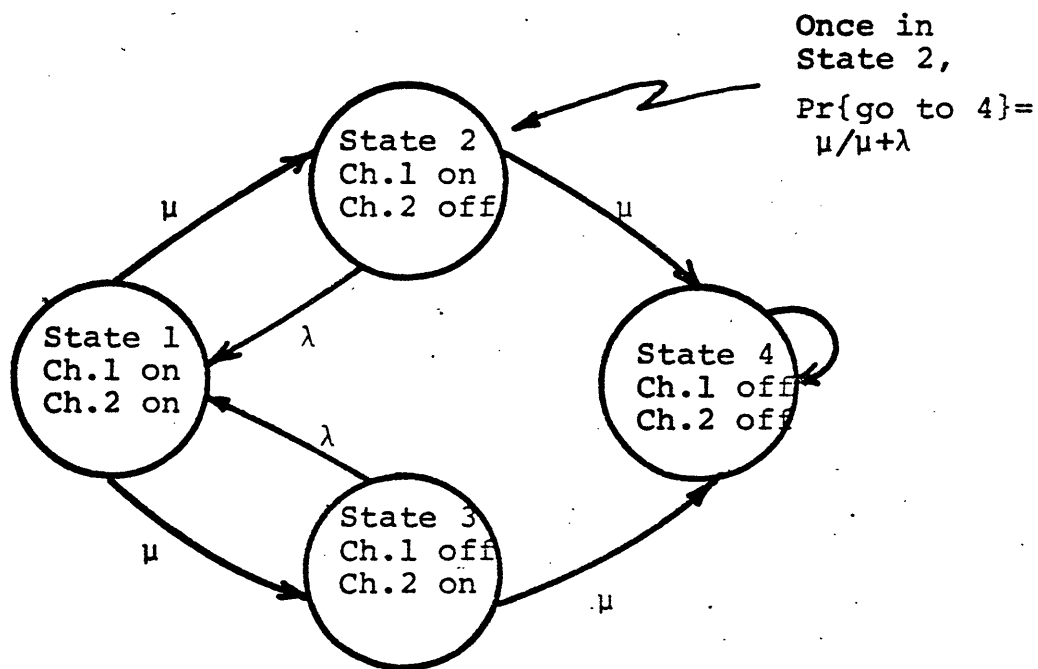 Once in
State 2,
Pr{go to 4}=
μ/μ+λ
State 2
Ch.1 on
Ch.2 off
μ
μ
λ
State 1
Ch.1 on
Ch.2 on
State 4
Ch.1 off
Ch.2 off
λ
State 3
Ch.1 off
Ch.2 on
μ
μ